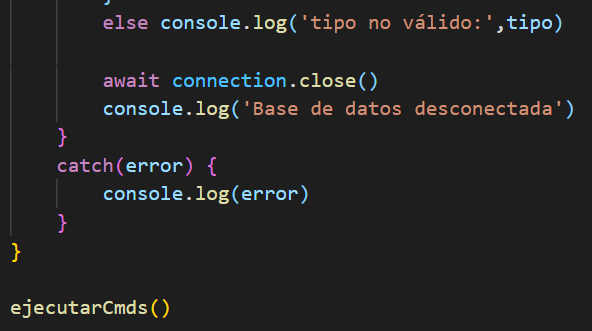 else console.log('tipo no válido:',tipo)
await connection.close()
console.log('Base de datos desconectada')
}
catch(error) {
console.log(error)
}
}
ejecutarCmds()